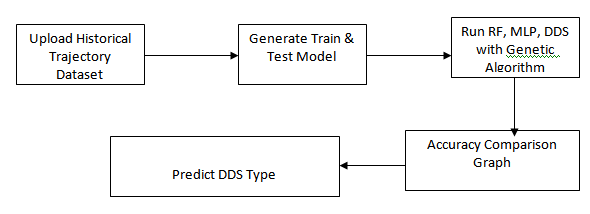 Upload Historical
Trajectory
Dataset
Generate Train &
Test Model
Run RF, MLP, DDS
with Genetic
Algorithm
Accuracy Comparison
Graph
Predict DDS Type